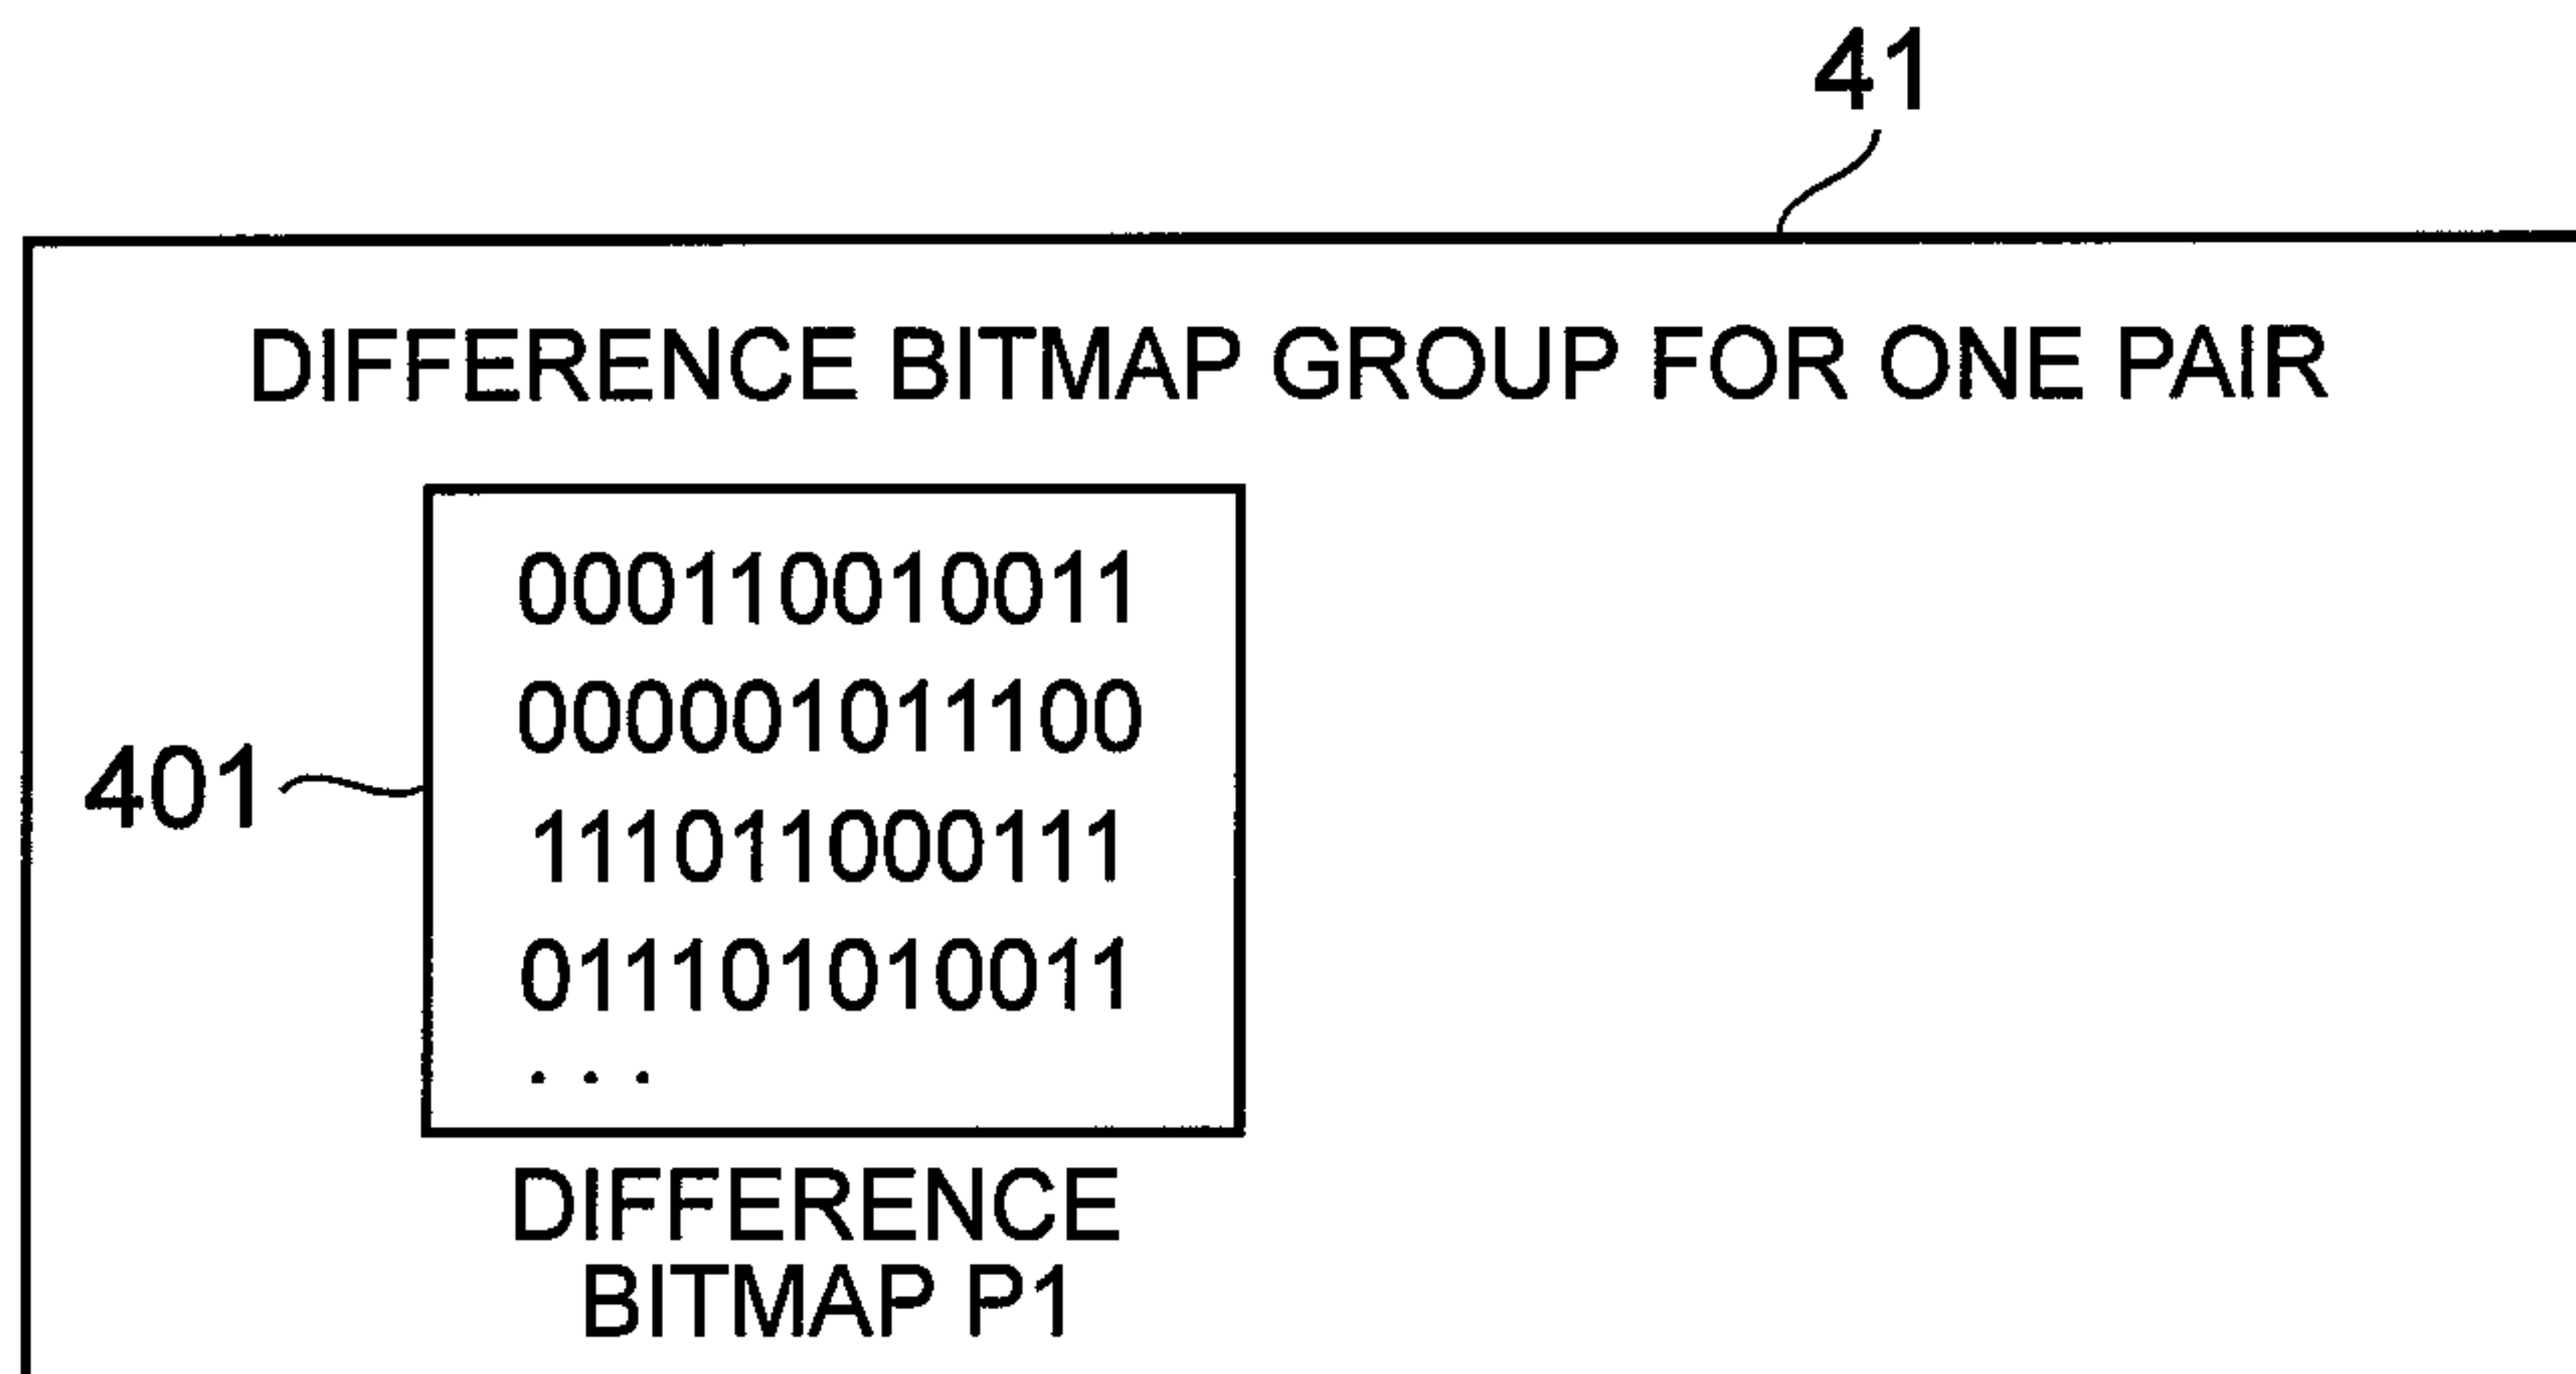 41
DIFFERENCE BITMAP GROUP FOR ONE PAIR
000110010011
000001011100
401
111011000111
011101010011
. . .
DIFFERENCE
BITMAP P1